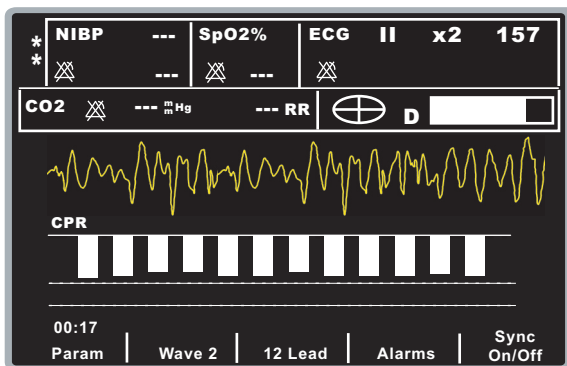 * NIBP --- SpO2% ECG II x2 157
* --- ---
CO2 --- mmHg --- RR D
CPR
00:17
Param Wave 2 12 Lead Alarms Sync On/Off